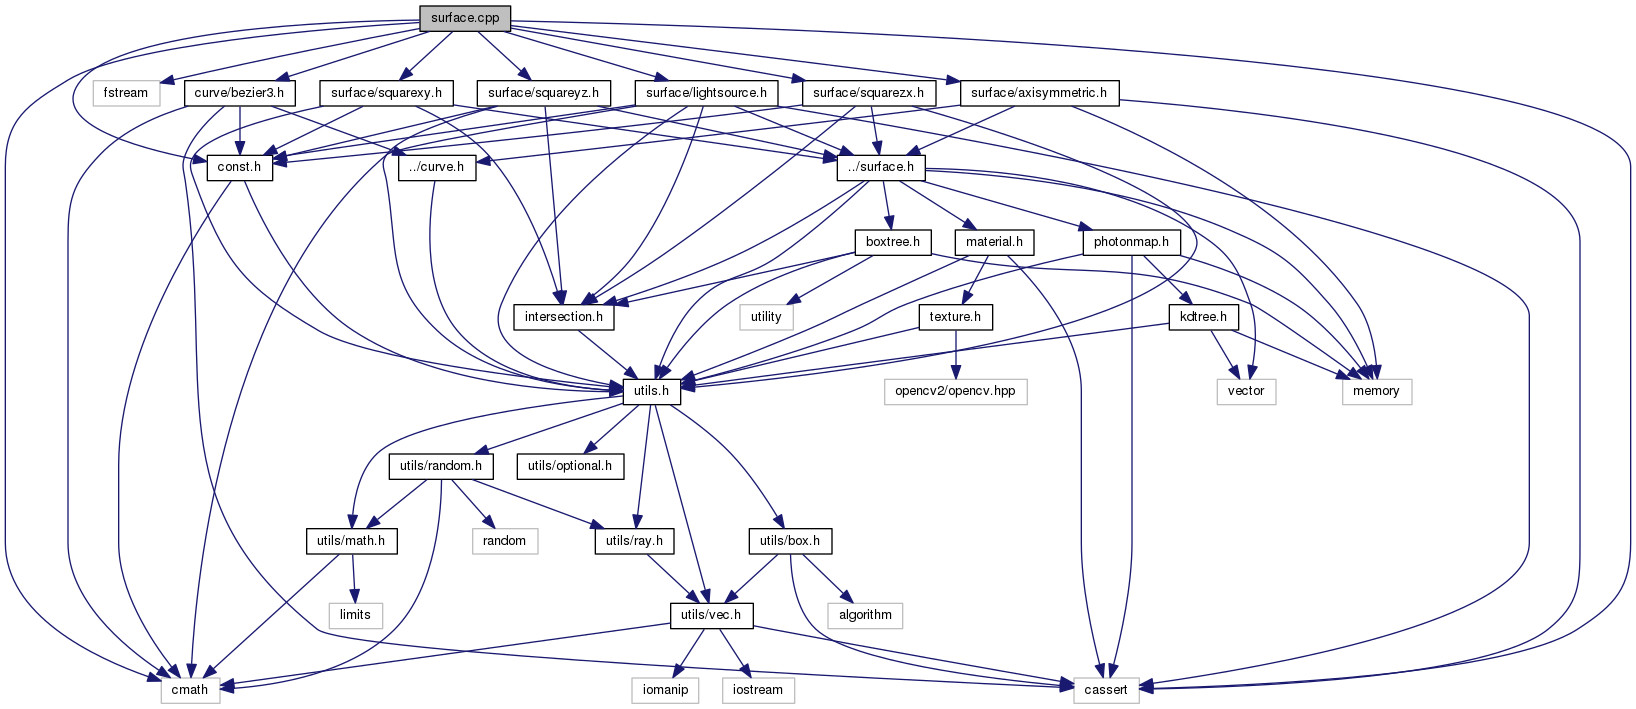 surface.cpp
fstream
curve/bezier3.h
surface/squarexy.h
surface/squareyz.h
surface/lightsource.h
surface/squarezx.h
surface/axisymmetric.h
const.h
../curve.h
../surface.h
boxtree.h
material.h
photonmap.h
intersection.h
utility
texture.h
kdtree.h
utils.h
opencv2/opencv.hpp
vector
memory
utils/random.h
utils/optional.h
utils/math.h
random
utils/ray.h
utils/box.h
limits
utils/vec.h
algorithm
cmath
iomanip
iostream
cassert